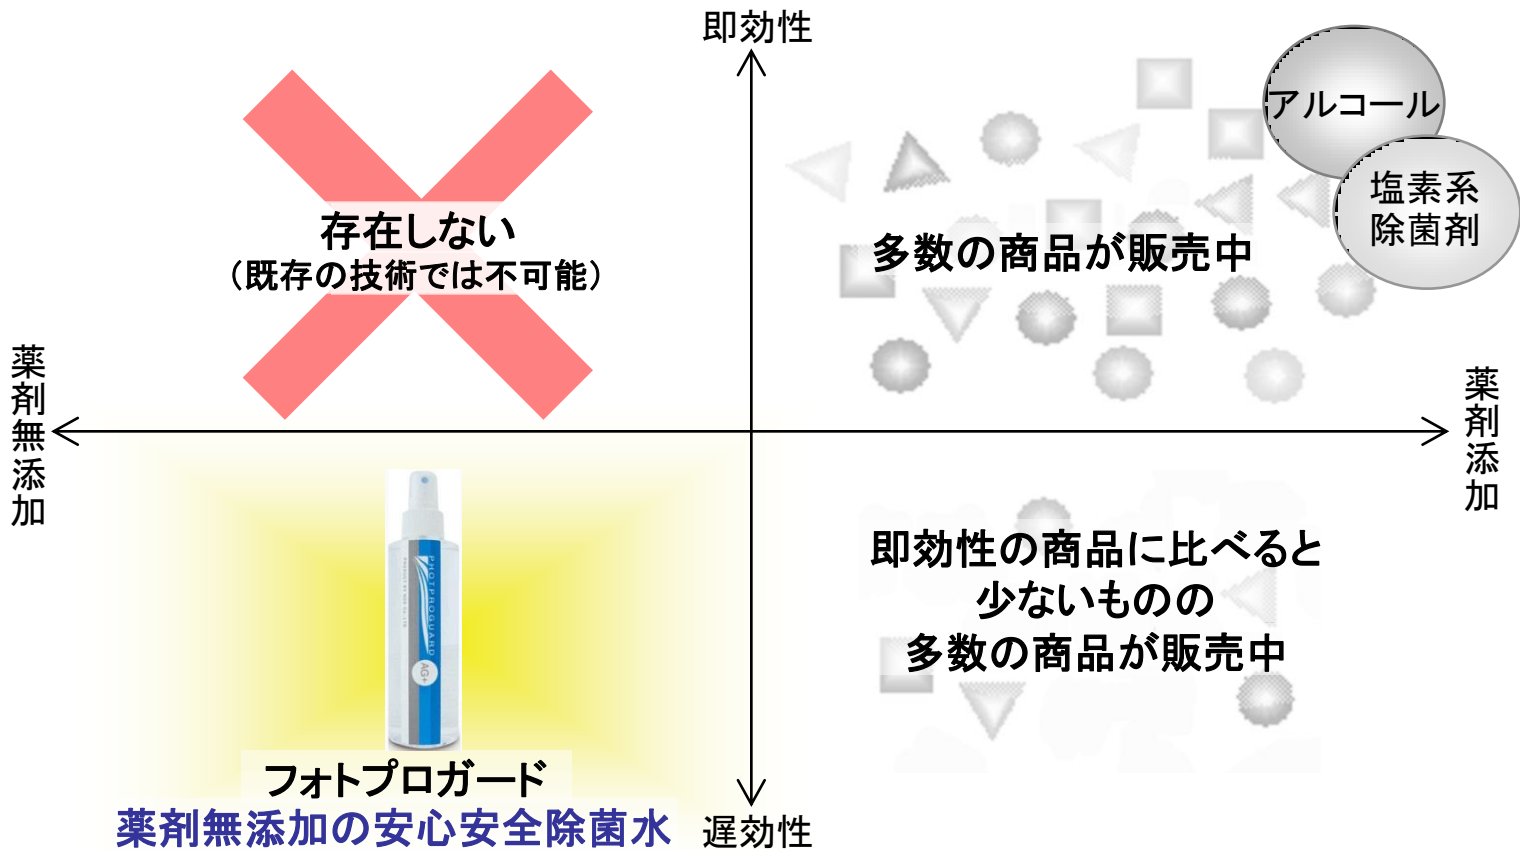 即効性
アルコール
塩素系
除菌剤
存在しない
（既存の技術では不可能）
多数の商品が販売中
薬剤無添加
薬剤添加
PHOTPROGUARD
AG+
即効性の商品に比べると
少ないものの
多数の商品が販売中
フォトプロガード
薬剤無添加の安心安全除菌水
遅効性